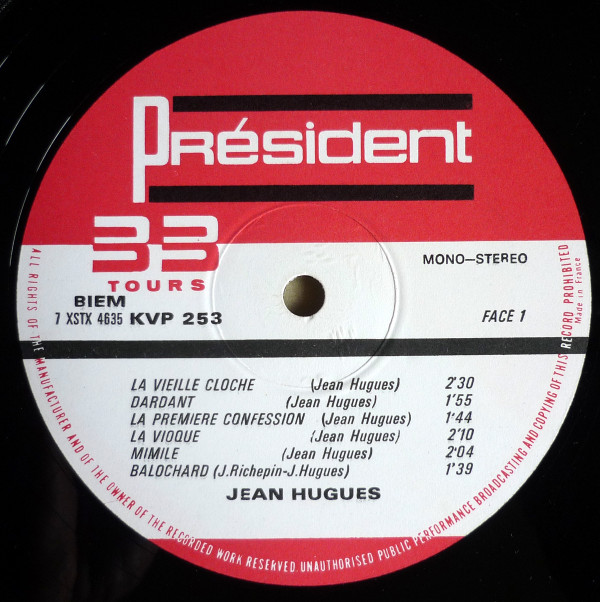 Président
33
TOURS
MONO—STEREO
BIEM
7 XSTX 4635 KVP 253
FACE 1
LA VIEILLE CLOCHE (Jean Hugues) 2'30
DARDANT (Jean Hugues) 1'55
LA PREMIERE CONFESSION (Jean Hugues) 1'44
LA VIOQUE (Jean Hugues) 2'10
MIMILE (Jean Hugues) 2'04
BALOCHARD (J.Richepin-J.Hugues) 1'39
JEAN HUGUES
ALL RIGHTS OF THE MANUFACTURER AND OF THE OWNER OF THE RECORDED WORK RESERVED. UNAUTHORISED PUBLIC PERFORMANCE BROADCASTING AND COPYING OF THIS RECORD PROHIBITED
Made in France